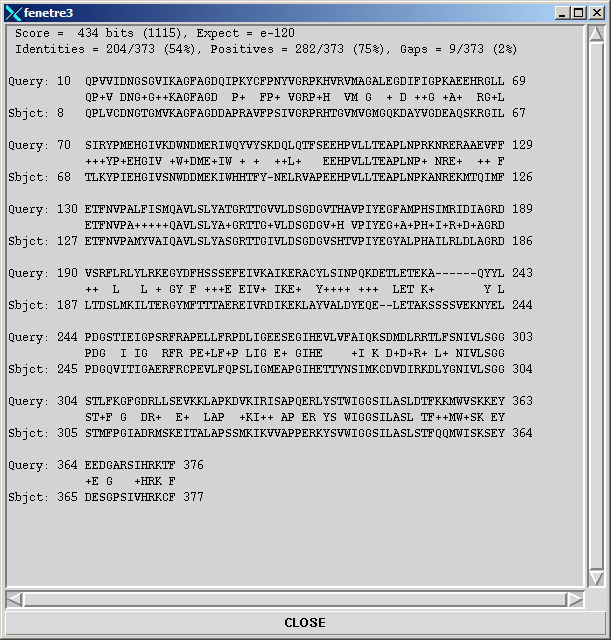 fenetre3
Score =  434 bits (1115), Expect = e-120
Identities = 204/373 (54%), Positives = 282/373 (75%), Gaps = 9/373 (2%)
Query: 10  QPVVIDNGSGVIKAGFAGDQIPKYCFPNYVGRPKHVRVMAGALEGDIFIGPKAEEHRGLL 69
           QP+V DNG+G++KAGFAGD  P+  FP+ VGRP+H  VM G  + D ++G +A+  RG+L
Sbjct: 8   QPLVCDNGTGMVKAGFAGDDAPRAVFPSIVGRPRHTGVMVGMGQKDAYVGDEAQSKRGIL 67
Query: 70  SIRYPMEHGIVKDWNDMERIWQYVYSKDQLQTFSEEHPVLLTEAPLNPRKNRERAAEVFF 129
           +++YP+EHGIV +W+DME+IW + +  ++L+   EEHPVLLTEAPLNP+ NRE+  ++ F
Sbjct: 68  TLKYPIEHGIVSNWDDMEKIWHHTFY-NELRVAPEEHPVLLTEAPLNPKANREKMTQIMF 126
Query: 130 ETFNVPALFISMQAVLSLYATGRTTGVVLDSGDGVTHAVPIYEGFAMPHSIMRIDIAGRD 189
           ETFNVPA+++++QAVLSLYA+GRTTG+VLDSGDGV+H VPIYEG+A+PH+I+R+D+AGRD
Sbjct: 127 ETFNVPAMYVAIQAVLSLYASGRTTGIVLDSGDGVSHTVPIYEGYALPHAILRLDLAGRD 186
Query: 190 VSRFLRLYLRKEGYDFHSSSEFEIVKAIKERACYLSINPQKDETLETEKA------QYYL 243
           ++  L   L + GY F  +++E EIV+ IKE+  Y++++ +++   LET K+       Y L
Sbjct: 187 LTDSLMKILTERGYMFTTTAEREIVRDIKEKLAYVALDYEQE--LETAKSSSSVEKNYEL 244
Query: 244 PDGSTIEIGPSRFRAPELLFRPDLIGEESEGIHEVLVFAIQKSDMDLRRTLFSNIVLSGG 303
           PDG   I IG  RFR PE+LF+P LIG E+ GIHE    +I K D+D+R+ L+ NIVLSGG
Sbjct: 245 PDGQVITIGAERFRCPEVLFQPSLIGMEAPGIHETTYNSIMKCDVDIRKDLYGNIVLSGG 304
Query: 304 STLFKGFGDRLLSEVKKLAPKDVKIRISAPQERLYSTWIGGSILASLDTFKKMWVSKKEY 363
           ST+F G  DR+  E+  LAP  +KI++ AP ER YS WIGGSILASL TF++MW+SK EY
Sbjct: 305 STMFPGIADRMSKEITALAPSSMKIKVVAPPERKYSVWIGGSILASLSTFQQMWISKSEY 364
Query: 364 EEDGARSIHRKTF 376
           +E G   +HRK F
Sbjct: 365 DESGPSIVHRKCF 377
CLOSE